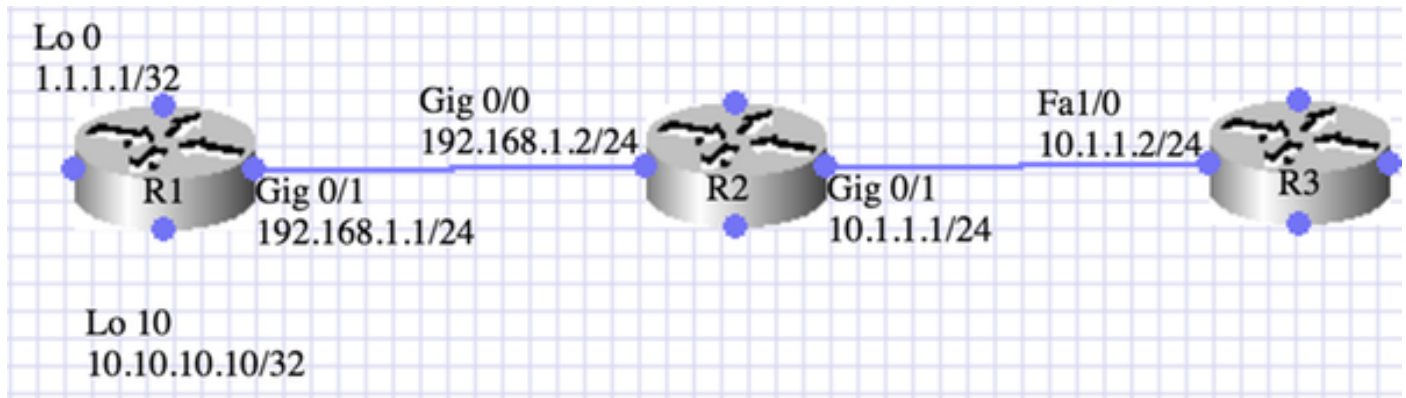 Lo 0
1.1.1.1/32
R1
Gig 0/1
192.168.1.1/24
Lo 10
10.10.10.10/32
Gig 0/0
192.168.1.2/24
R2
Gig 0/1
10.1.1.1/24
Fa1/0
10.1.1.2/24
R3